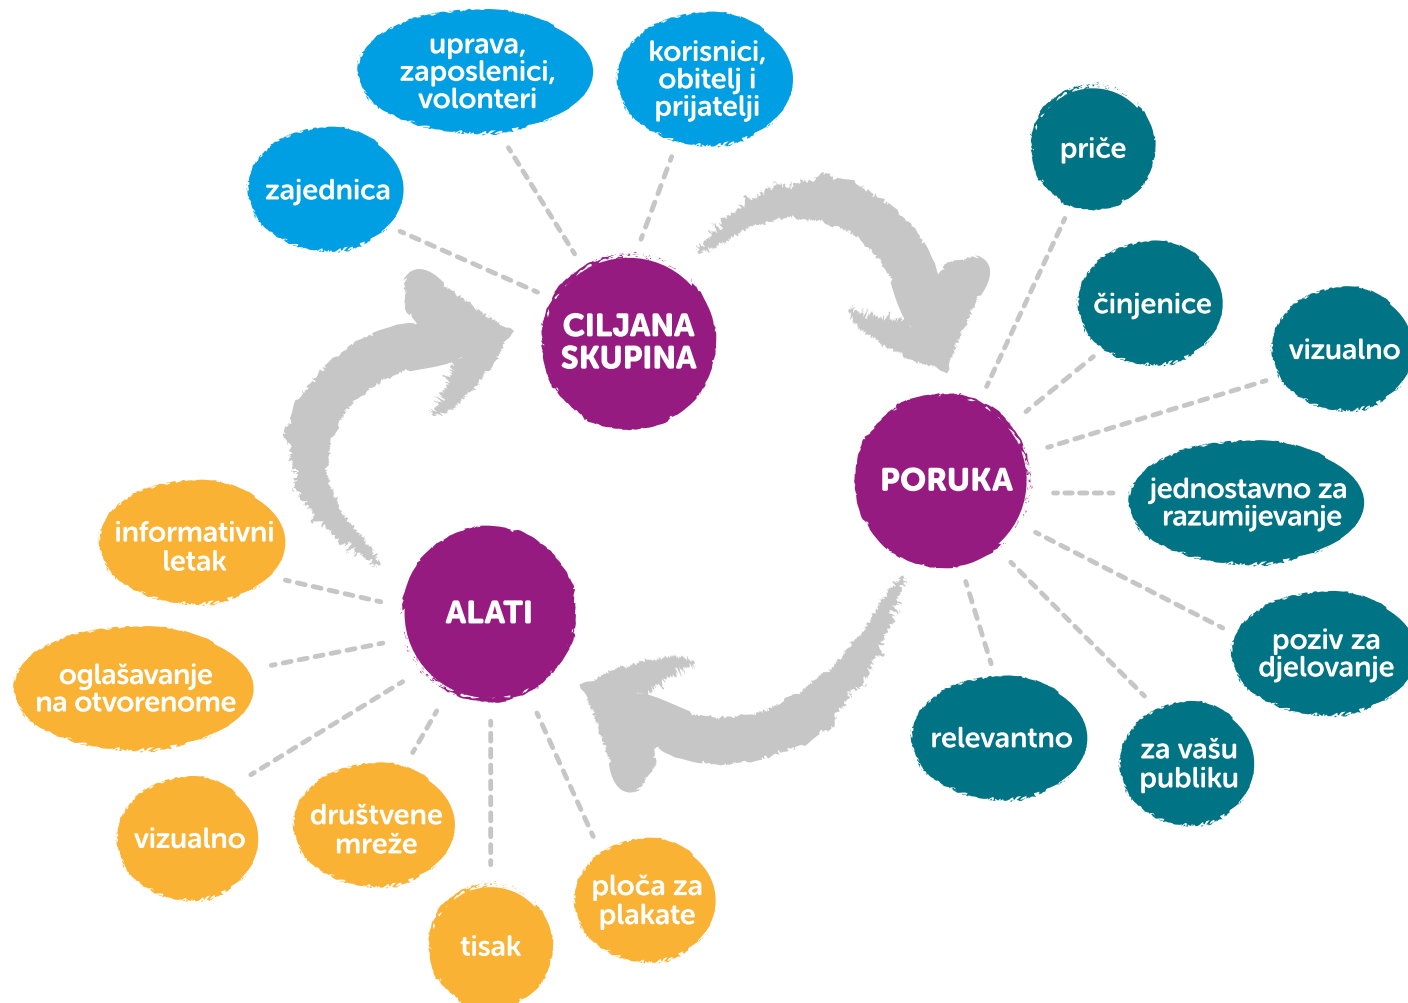 uprava,
zaposlenici,
volonteri
korisnici,
obitelj i
prijatelji
zajednica
CILJANA
SKUPINA
priče
činjenice
vizualno
PORUKA
jednostavno za
razumijevanje
poziv za
djelovanje
za vašu
publiku
relevantno
ALATI
informativni
letak
oglašavanje
na otvorenome
vizualno
društvene
mreže
tisak
ploča za
plakate